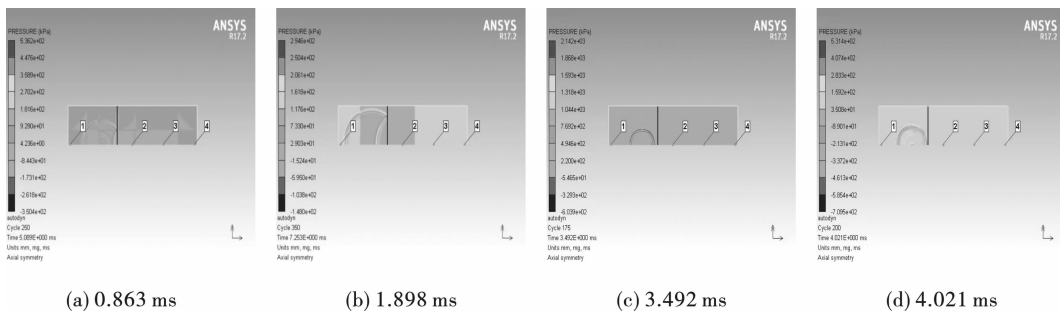 ANSYS
R17.2
PRESSURE (kPa)
5.362e+02
4.476e+02
3.589e+02
2.702e+02
1.816e+02
9.290e+01
4.236e+00
-8.443e+01
-1.731e+02
-2.618e+02
-3.504e+02
1
2
3
4
autodyn
Cycle 250
Time 5.089E+000 ms
Units mm, mg, ms
Axial symmetry
(a) 0.863 ms
ANSYS
R17.2
PRESSURE (kPa)
2.946e+02
2.504e+02
2.061e+02
1.618e+02
1.176e+02
7.330e+01
2.903e+01
-1.524e+01
-5.950e+01
-1.038e+02
-1.480e+02
1
2
3
4
autodyn
Cycle 350
Time 7.253E+000 ms
Units mm, mg, ms
Axial symmetry
(b) 1.898 ms
ANSYS
R17.2
PRESSURE (kPa)
2.142e+03
1.868e+03
1.593e+03
1.318e+03
1.044e+03
7.692e+02
4.946e+02
2.200e+02
-5.465e+01
-3.293e+02
-6.039e+02
1
2
3
4
autodyn
Cycle 175
Time 3.492E+000 ms
Units mm, mg, ms
Axial symmetry
(c) 3.492 ms
ANSYS
R17.2
PRESSURE (kPa)
5.314e+02
4.074e+02
2.833e+02
1.592e+02
3.509e+01
-8.901e+01
-2.131e+02
-3.372e+02
-4.613e+02
-5.854e+02
-7.095e+02
1
2
3
4
autodyn
Cycle 200
Time 4.021E+000 ms
Units mm, mg, ms
Axial symmetry
(d) 4.021 ms